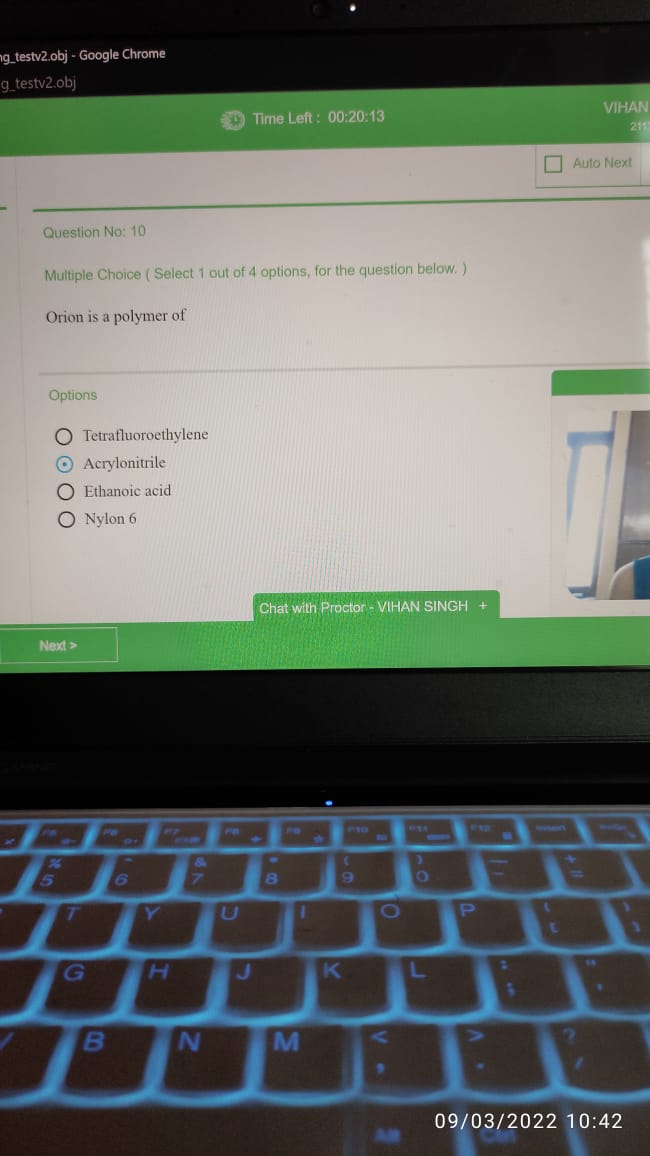 ng_testv2.obj - Google Chrome
g_testv2.obj
Time Left : 00:20:13
VIHAN
211
Auto Next
Question No: 10
Multiple Choice ( Select 1 out of 4 options, for the question below. )
Orion is a polymer of
Options
Tetrafluoroethylene
Acrylonitrile
Ethanoic acid
Nylon 6
Chat with Proctor - VIHAN SINGH +
Next >
F6 F7 F8 F9 F10 F11 F12 Insert
% ^ & * ( ) _ +
5 6 7 8 9 0 - =
T Y U I O P { [ } ]
G H J K L : ; " '
/ B N M < , > . ? /
Alt Ctrl
09/03/2022 10:42